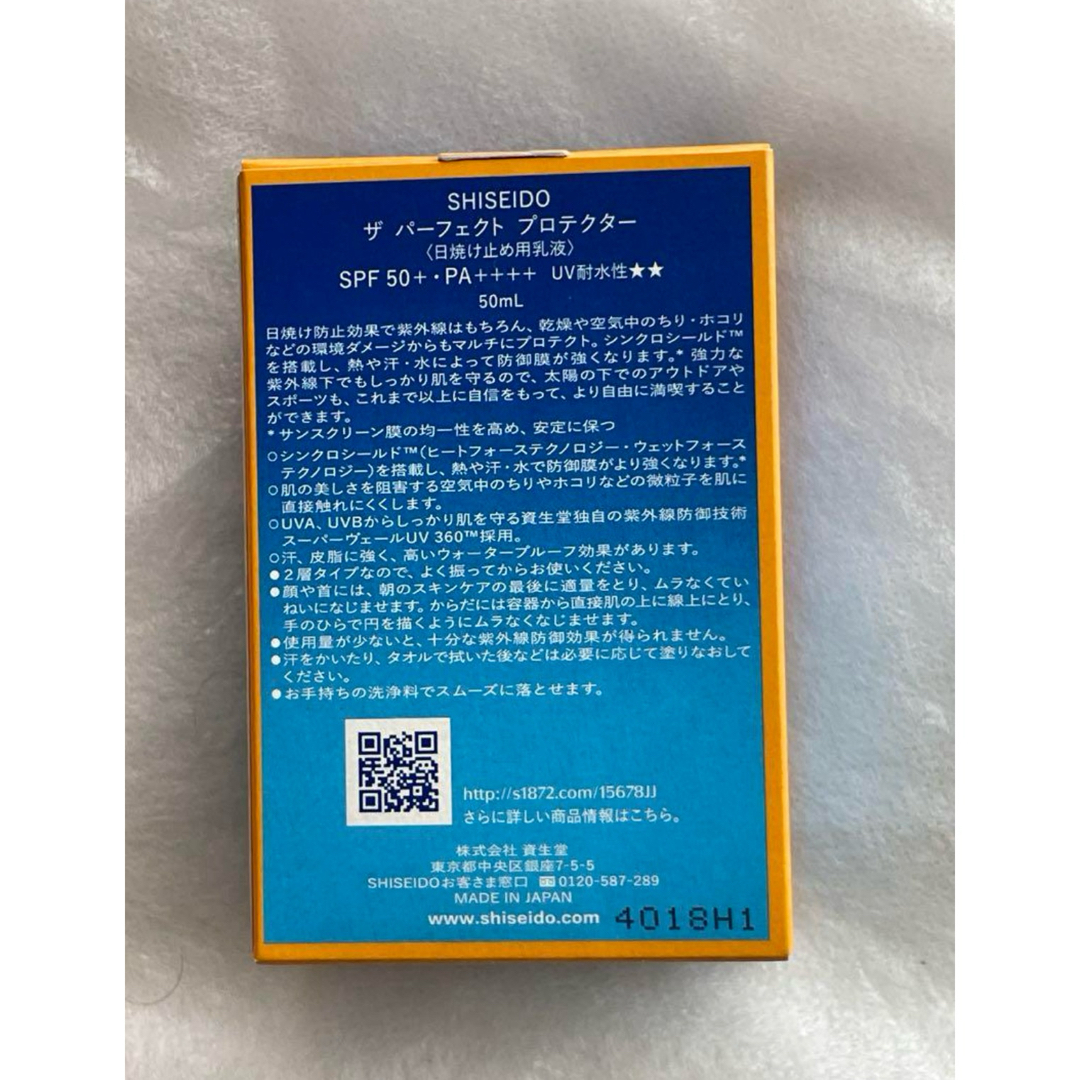 SHISEIDO
ザ パーフェクト プロテクター
〈日焼け止め用乳液〉
SPF 50+・PA++++ UV耐水性★★
50mL
日焼け防止効果で紫外線はもちろん、乾燥や空気中のちり・ホコリ
などの環境ダメージからもマルチにプロテクト。シンクロシールド™
を搭載し、熱や汗・水によって防御膜が強くなります。* 強力な
紫外線下でもしっかり肌を守るので、太陽の下でのアウトドアや
スポーツも、これまで以上に自信をもって、より自由に満喫すること
ができます。
* サンスクリーン膜の均一性を高め、安定に保つ
○シンクロシールド™(ヒートフォーステクノロジー・ウェットフォース
テクノロジー)を搭載し、熱や汗・水で防御膜がより強くなります。*
○肌の美しさを阻害する空気中のちりやホコリなどの微粒子を肌に
直接触れにくくします。
○UVA、UVBからしっかり肌を守る資生堂独自の紫外線防御技術
スーパーヴェールUV 360™採用。
○汗、皮脂に強く、高いウォータープルーフ効果があります。
●2層タイプなので、よく振ってからお使いください。
●顔や首には、朝のスキンケアの最後に適量をとり、ムラなくてい
ねいになじませます。からだには容器から直接肌の上に線上にとり、
手のひらで円を描くようにムラなくなじませます。
●使用量が少ないと、十分な紫外線防御効果が得られません。
●汗をかいたり、タオルで拭いた後などは必要に応じて塗りなおして
ください。
●お手持ちの洗浄料でスムーズに落とせます。
http://s1872.com/15678JJ
さらに詳しい商品情報はこちら。
株式会社 資生堂
東京都中央区銀座7-5-5
SHISEIDOお客さま窓口 0120-587-289
MADE IN JAPAN
www.shiseido.com 4018H1